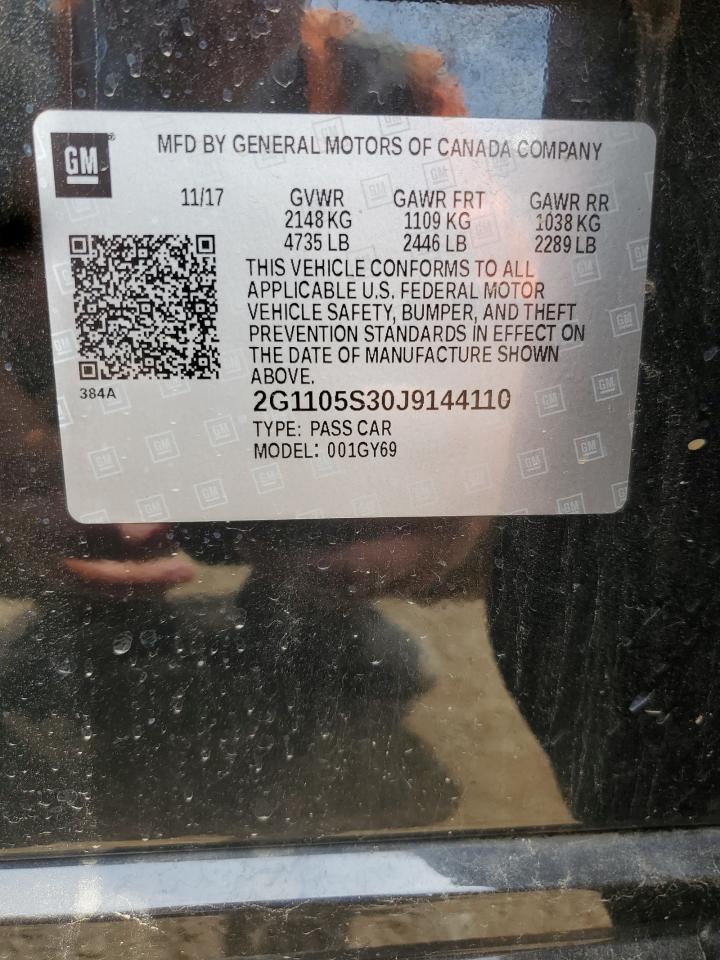 GM
MFD BY GENERAL MOTORS OF CANADA COMPANY
11/17 GVWR GAWR FRT GAWR RR
2148 KG 1109 KG 1038 KG
4735 LB 2446 LB 2289 LB
THIS VEHICLE CONFORMS TO ALL
APPLICABLE U.S. FEDERAL MOTOR
VEHICLE SAFETY, BUMPER, AND THEFT
PREVENTION STANDARDS IN EFFECT ON
THE DATE OF MANUFACTURE SHOWN
ABOVE.
384A
2G1105S30J9144110
TYPE: PASS CAR
MODEL: 001GY69